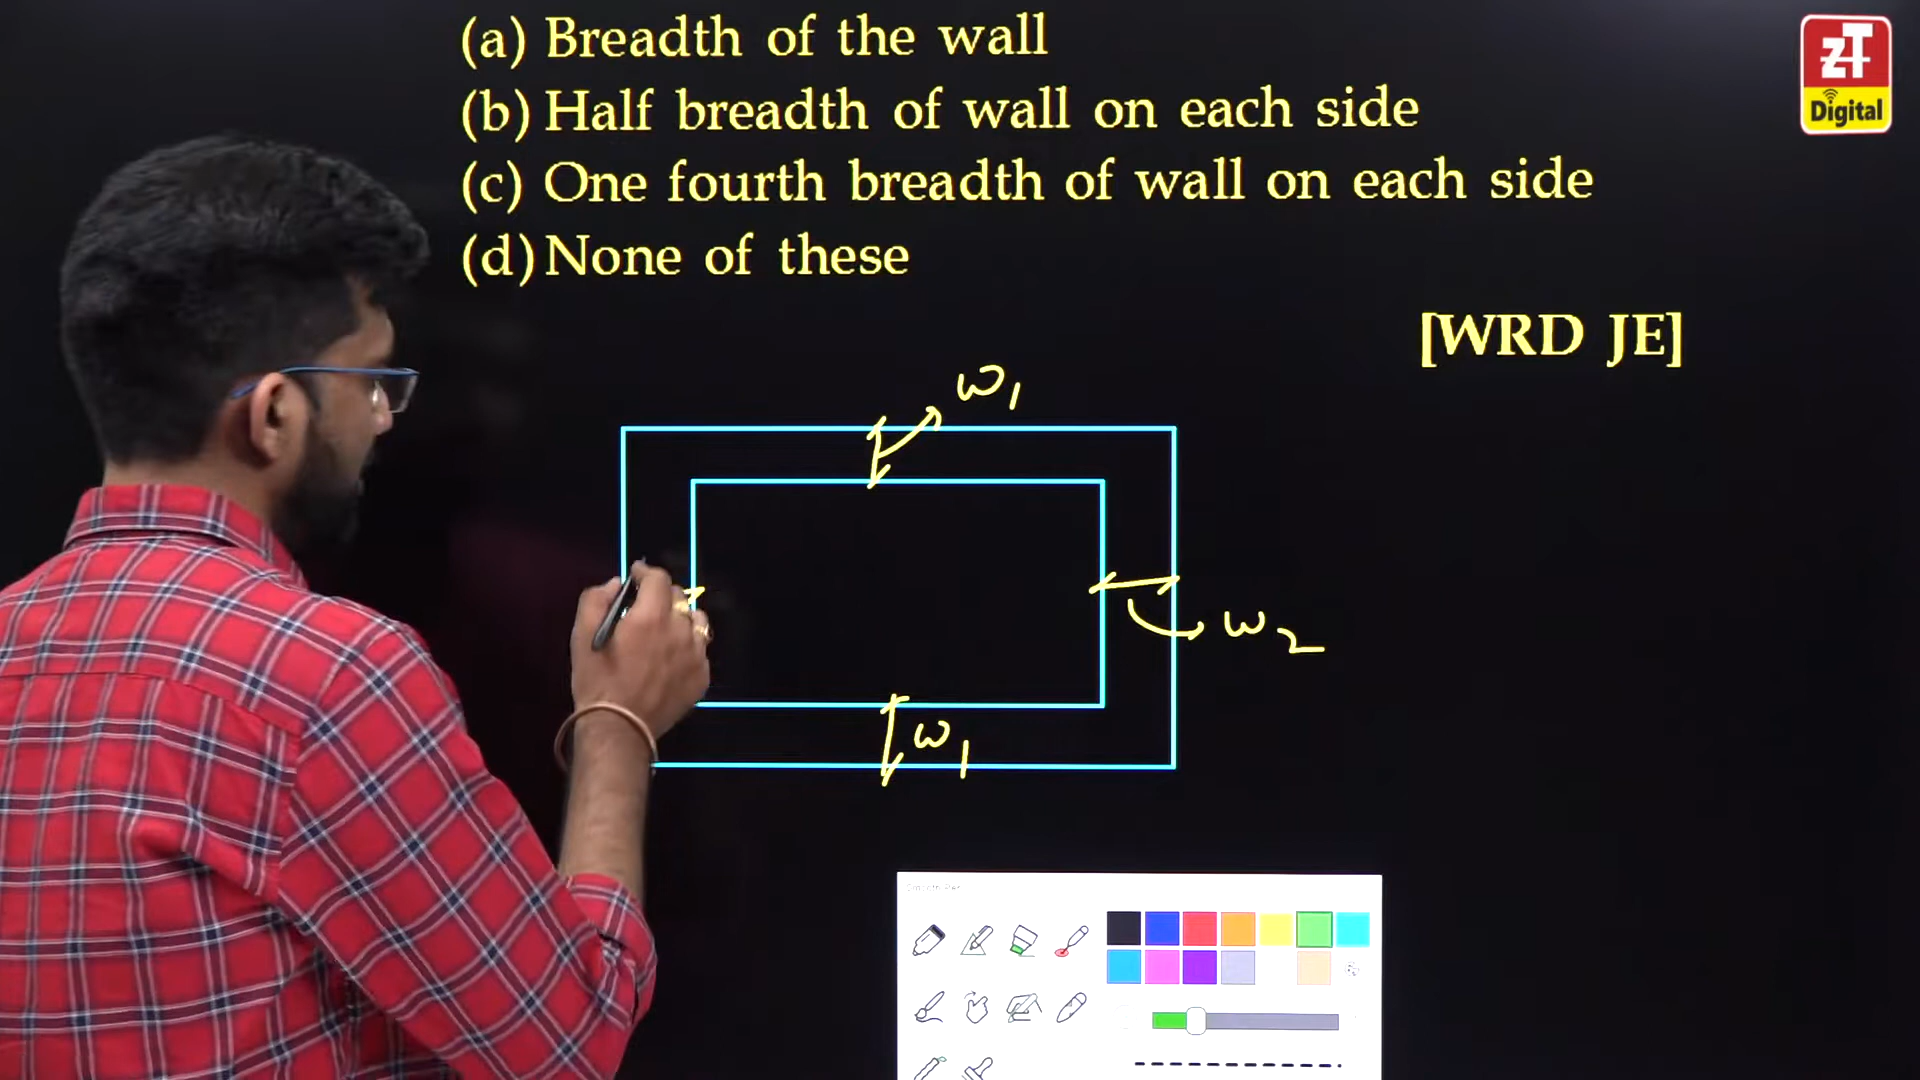 (a) Breadth of the wall
(b) Half breadth of wall on each side
(c) One fourth breadth of wall on each side
(d) None of these
[WRD JE]
ZT
Digital
W1
W2
W1